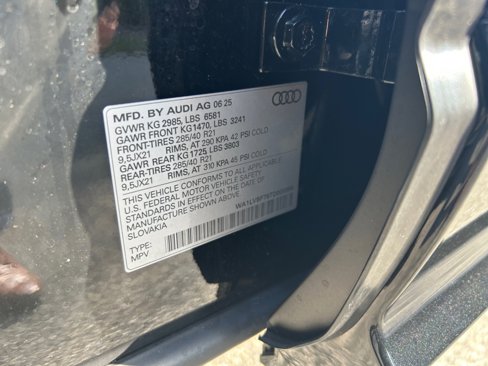 MFD. BY AUDI AG 06 25
GVWR KG 2985, LBS 6581
GAWR FRONT KG1470, LBS 3241
FRONT-TIRES 285/40 R21
9,5JX21 RIMS, AT 290 KPA 42 PSI COLD
GAWR REAR KG 1725, LBS 3803
REAR-TIRES 285/40 R21
9,5JX21 RIMS, AT 310 KPA 45 PSI COLD
THIS VEHICLE CONFORMS TO ALL APPLICABLE
U.S. FEDERAL MOTOR VEHICLE SAFETY
STANDARDS IN EFFECT ON THE DATE OF
MANUFACTURE SHOWN ABOVE
SLOVAKIA
TYPE:
MPV